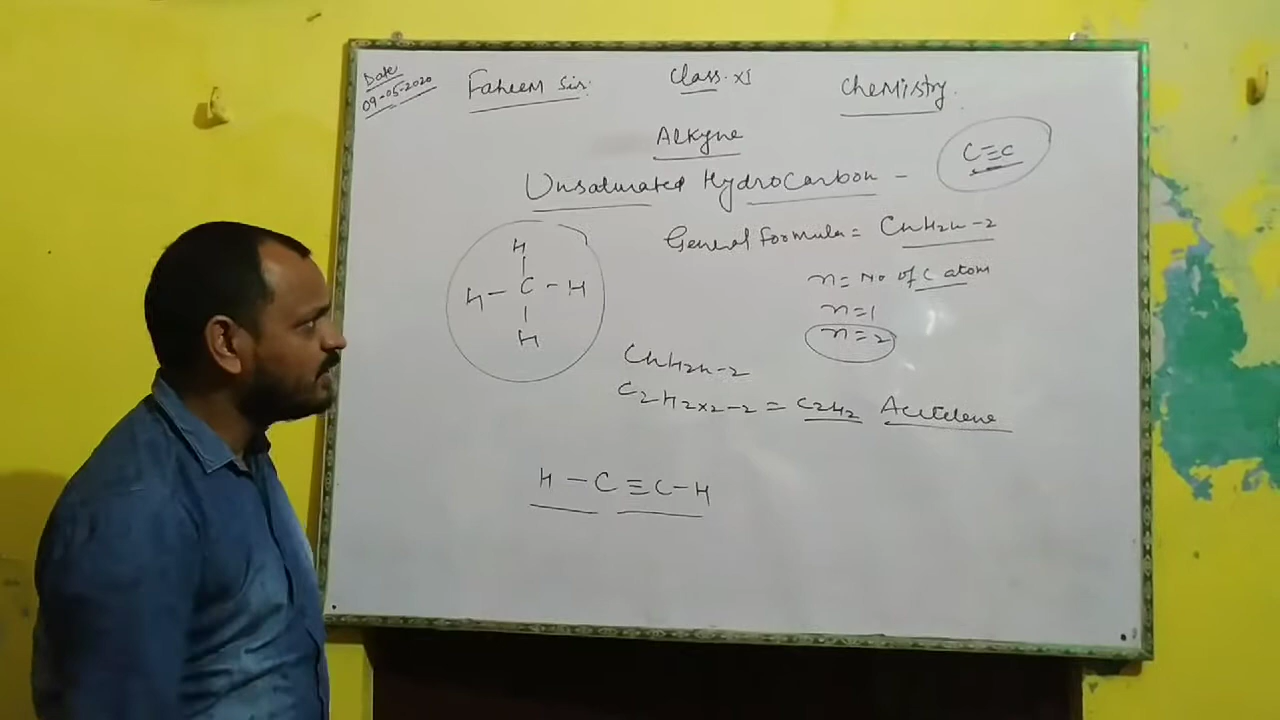 Date
09-05-2020
Faheem Sir:
Class. XI
Chemistry.
Alkyne
Unsaturated Hydrocarbon -
C≡C
General formula = CnH2n-2
n= No of C atom
n=1
n=2
H
H - C - H
H
CnH2n-2
C2H2x2-2 = C2H2 Acetelene
H - C ≡ C - H